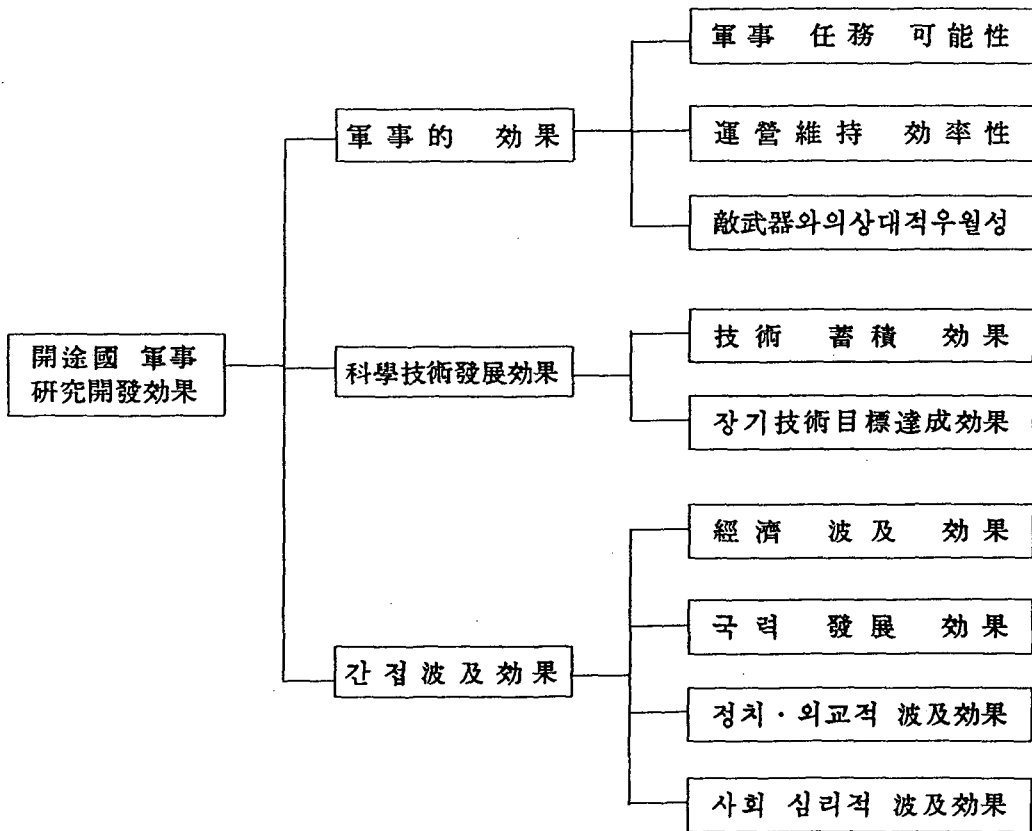 軍事 任務 可能性
軍事的 効果
運營維持 効率性
敵武器와의상대적우월성
開途國 軍事
研究開發効果
科學技術發展効果
技術 蓄積 効果
장기技術目標達成効果
간접波及効果
經濟 波及 効果
국력 發展 効果
정치·외교적 波及効果
사회 심리적 波及効果